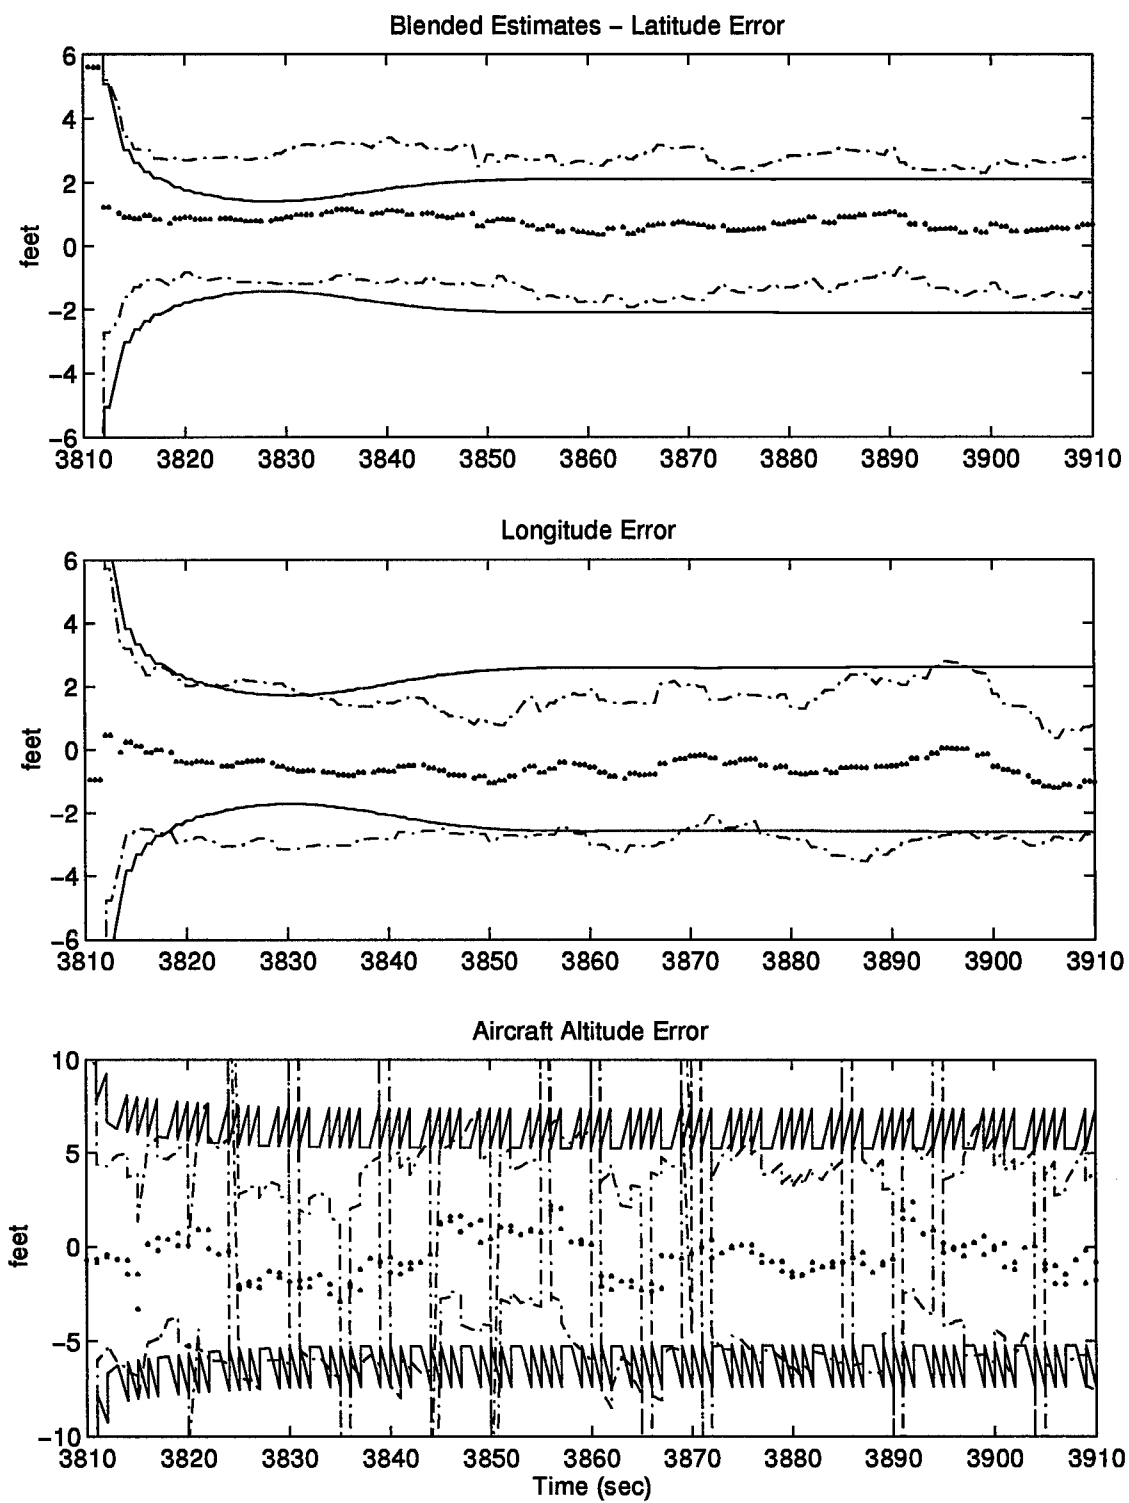 Blended Estimates – Latitude Error
6
4
2
0
−2
−4
−6
feet
3810 3820 3830 3840 3850 3860 3870 3880 3890 3900 3910
Longitude Error
6
4
2
0
−2
−4
−6
feet
3810 3820 3830 3840 3850 3860 3870 3880 3890 3900 3910
Aircraft Altitude Error
10
5
0
−5
−10
feet
3810 3820 3830 3840 3850 3860 3870 3880 3890 3900 3910
Time (sec)